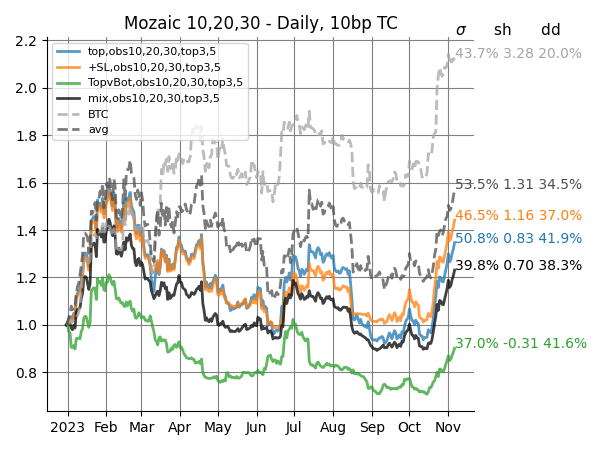 Mozaic 10,20,30 - Daily, 10bp TC
σ sh dd
2.2
2.0
1.8
1.6
1.4
1.2
1.0
0.8
top,obs10,20,30,top3,5
+SL,obs10,20,30,top3,5
TopvBot,obs10,20,30,top3,5
mix,obs10,20,30,top3,5
BTC
avg
43.7% 3.28 20.0%
53.5% 1.31 34.5%
46.5% 1.16 37.0%
50.8% 0.83 41.9%
39.8% 0.70 38.3%
37.0% -0.31 41.6%
2023 Feb Mar Apr May Jun Jul Aug Sep Oct Nov